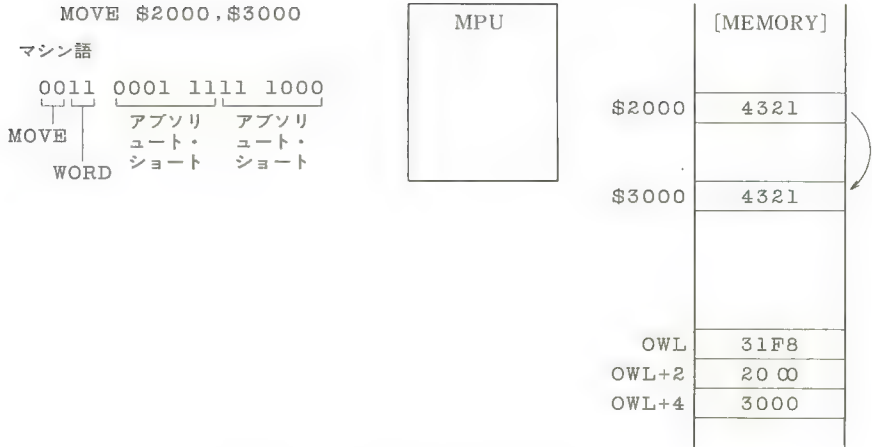 MOVE $2000,$3000
マシン語
0011 0001 1111 1000
MOVE
WORD
アブソリ
ュート・
ショート
アブソリ
ュート・
ショート
MPU
[MEMORY]
$2000 4321
$3000 4321
OWL 31F8
OWL+2 2000
OWL+4 3000